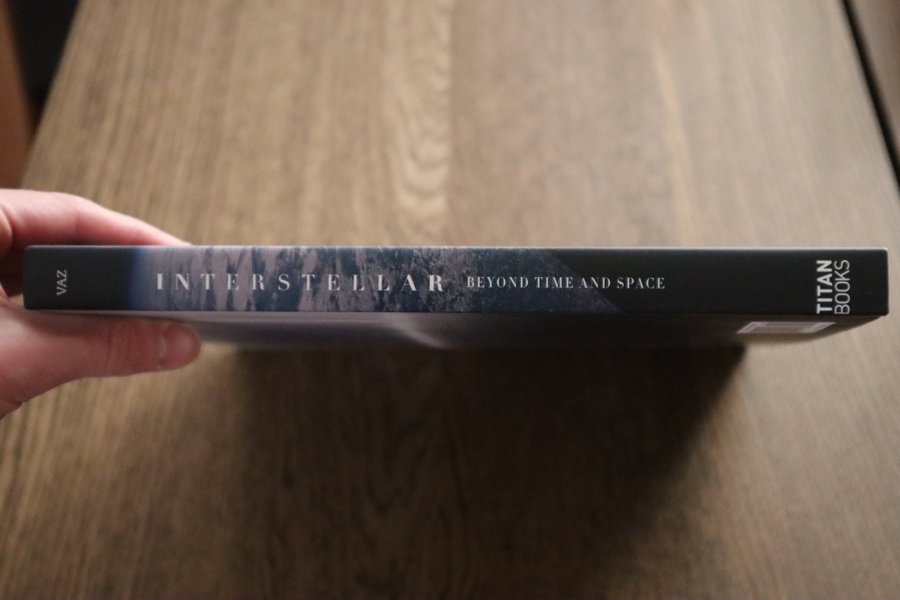 VAZ
INTERSTELLAR BEYOND TIME AND SPACE
TITAN
BOOKS